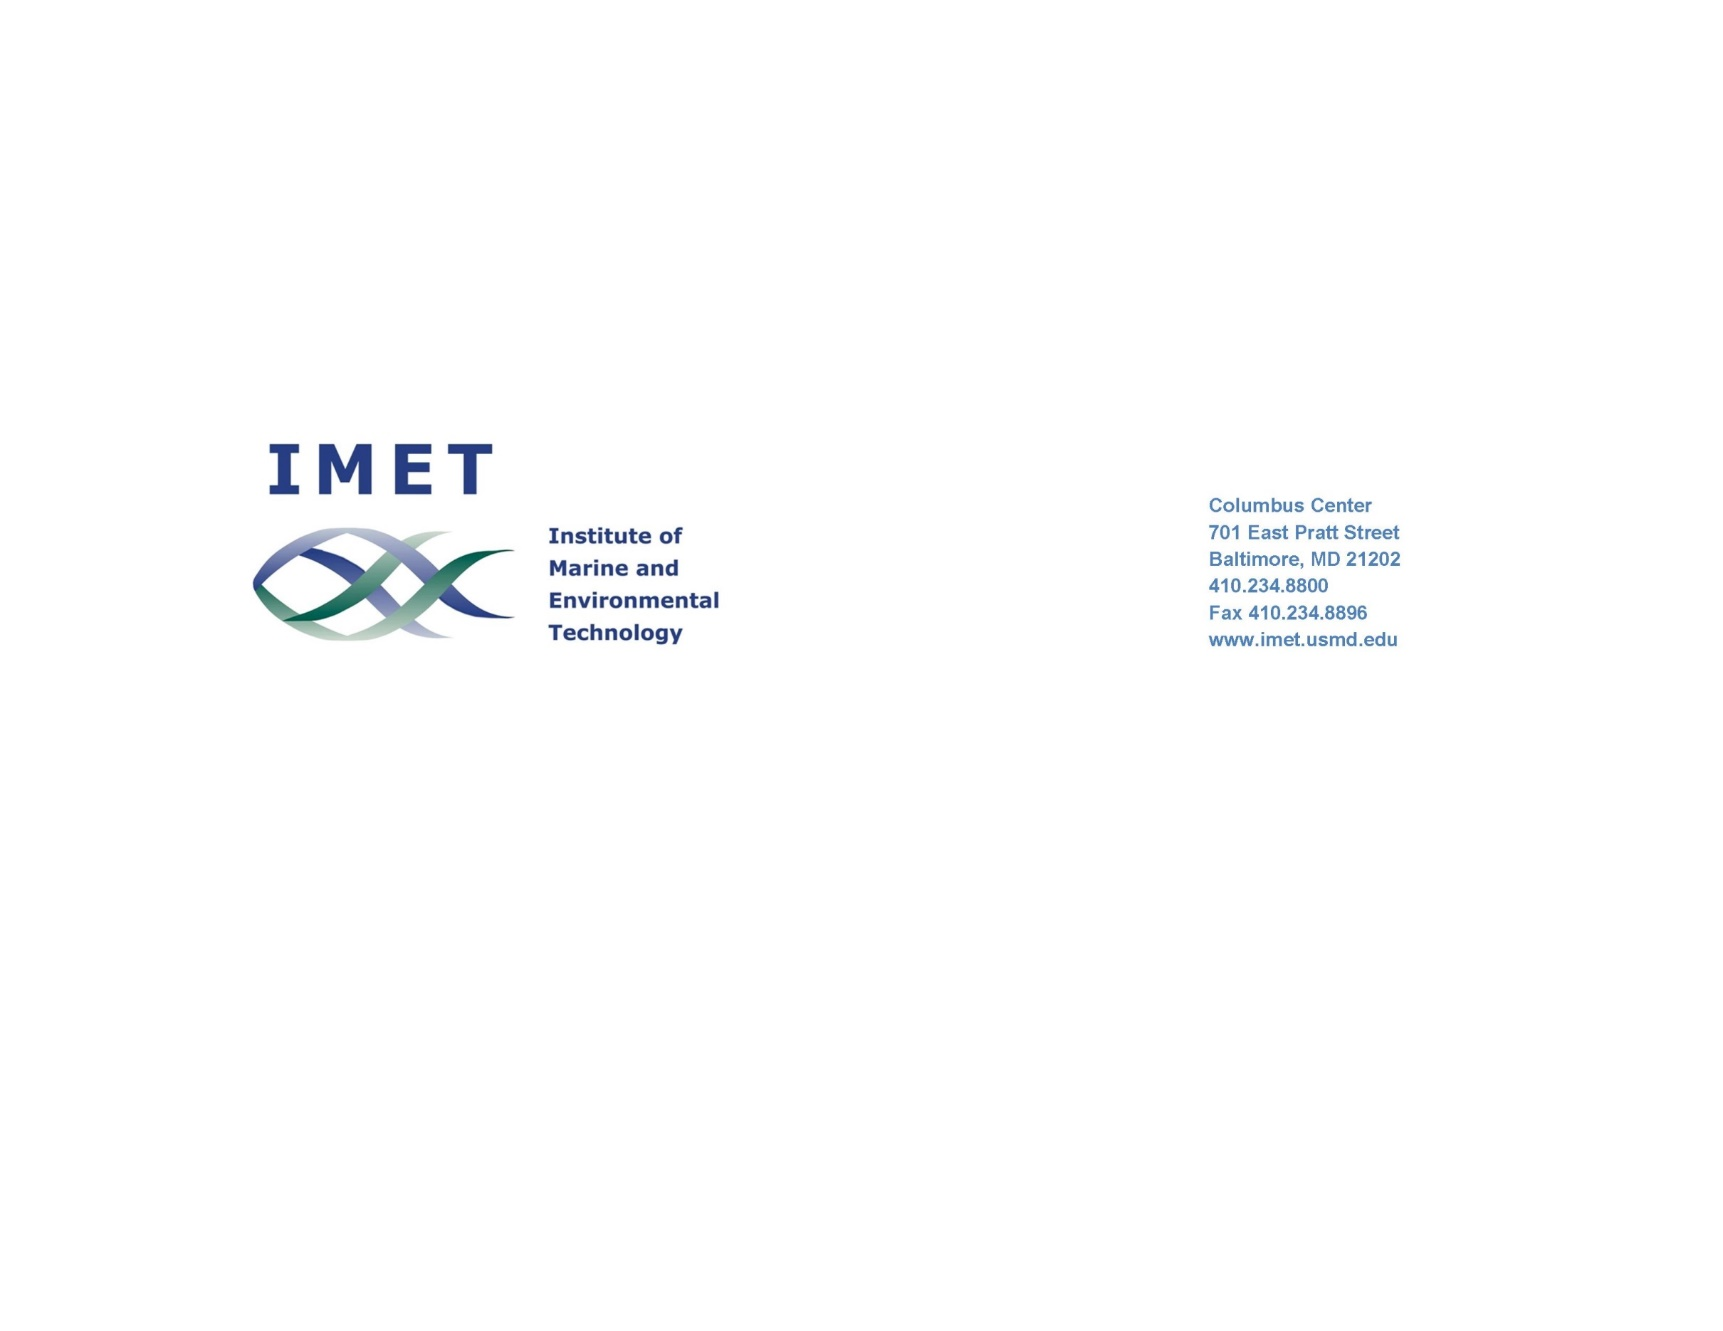 IMET
Institute of
Marine and
Environmental
Technology
Columbus Center
701 East Pratt Street
Baltimore, MD 21202
410.234.8800
Fax 410.234.8896
www.imet.usmd.edu